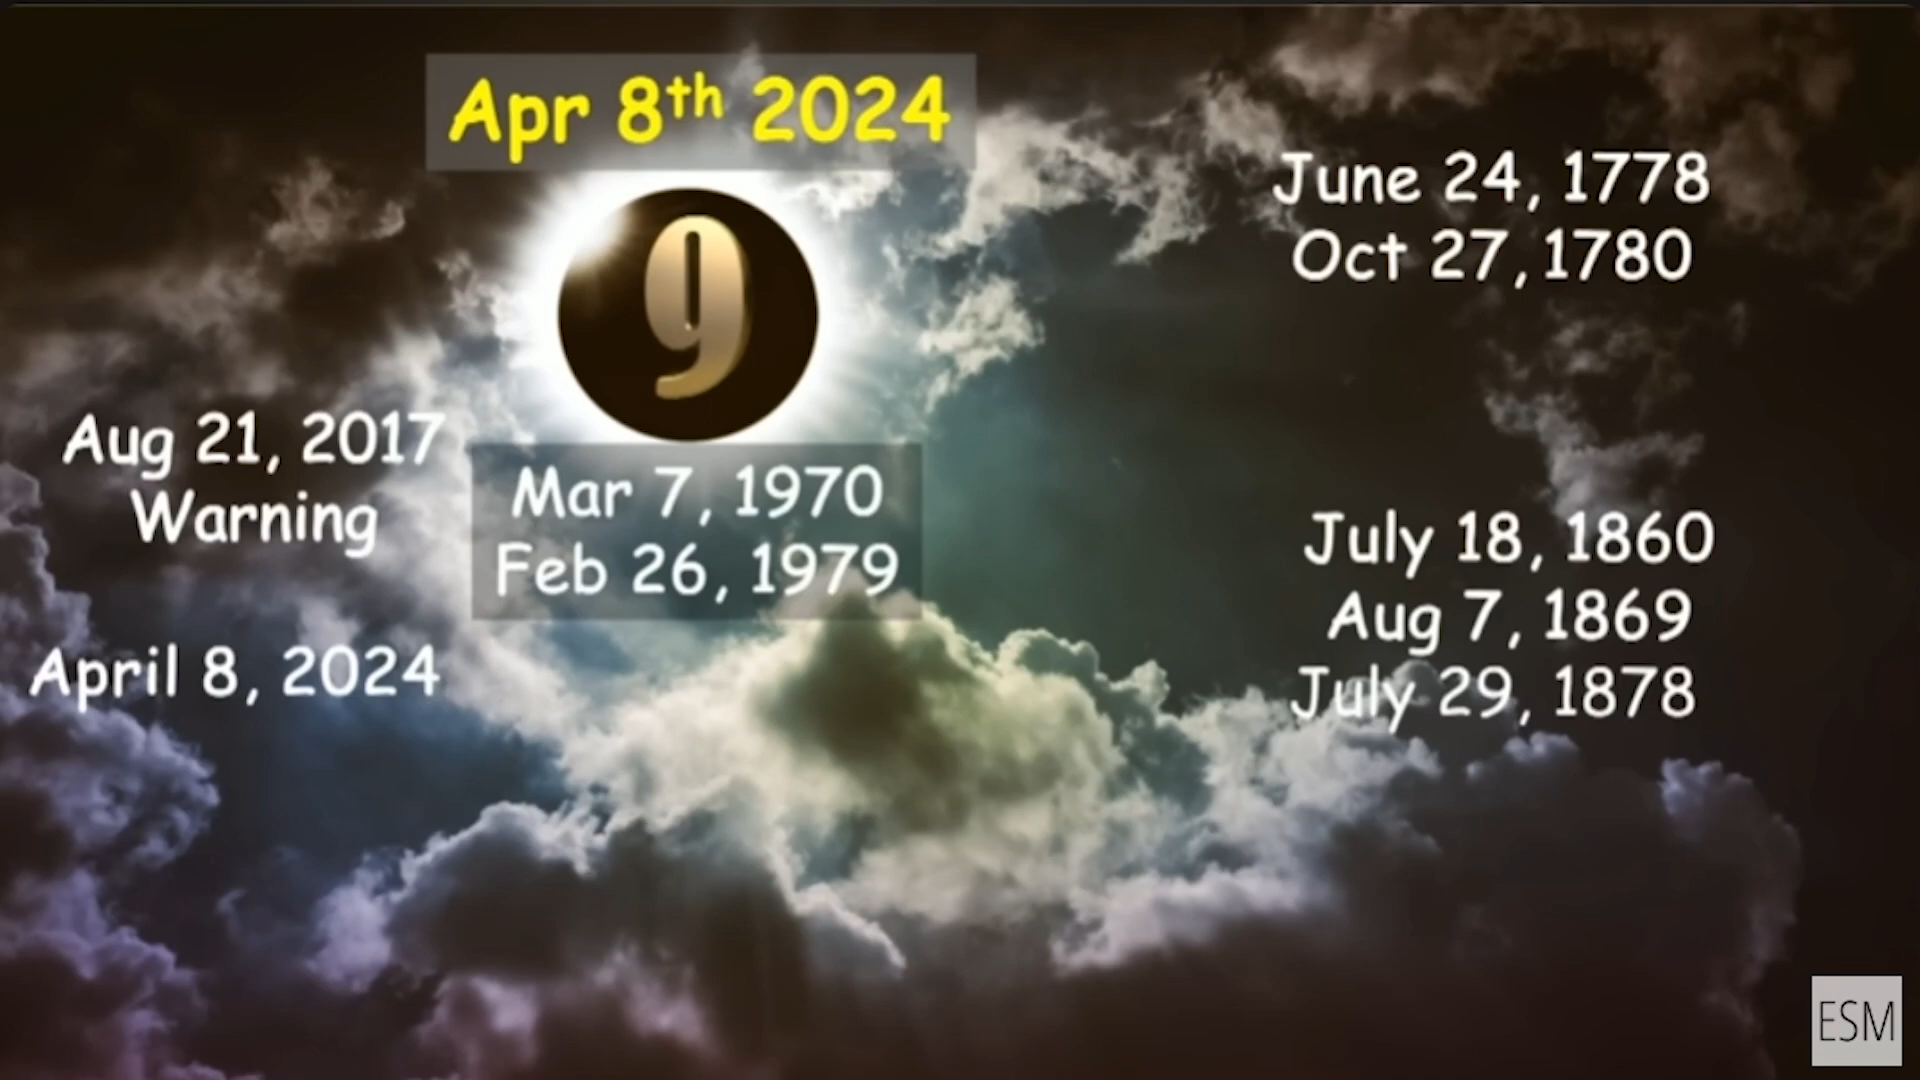 Apr 8th 2024
9
June 24, 1778
Oct 27, 1780
Aug 21, 2017
Warning
April 8, 2024
Mar 7, 1970
Feb 26, 1979
July 18, 1860
Aug 7, 1869
July 29, 1878
ESM